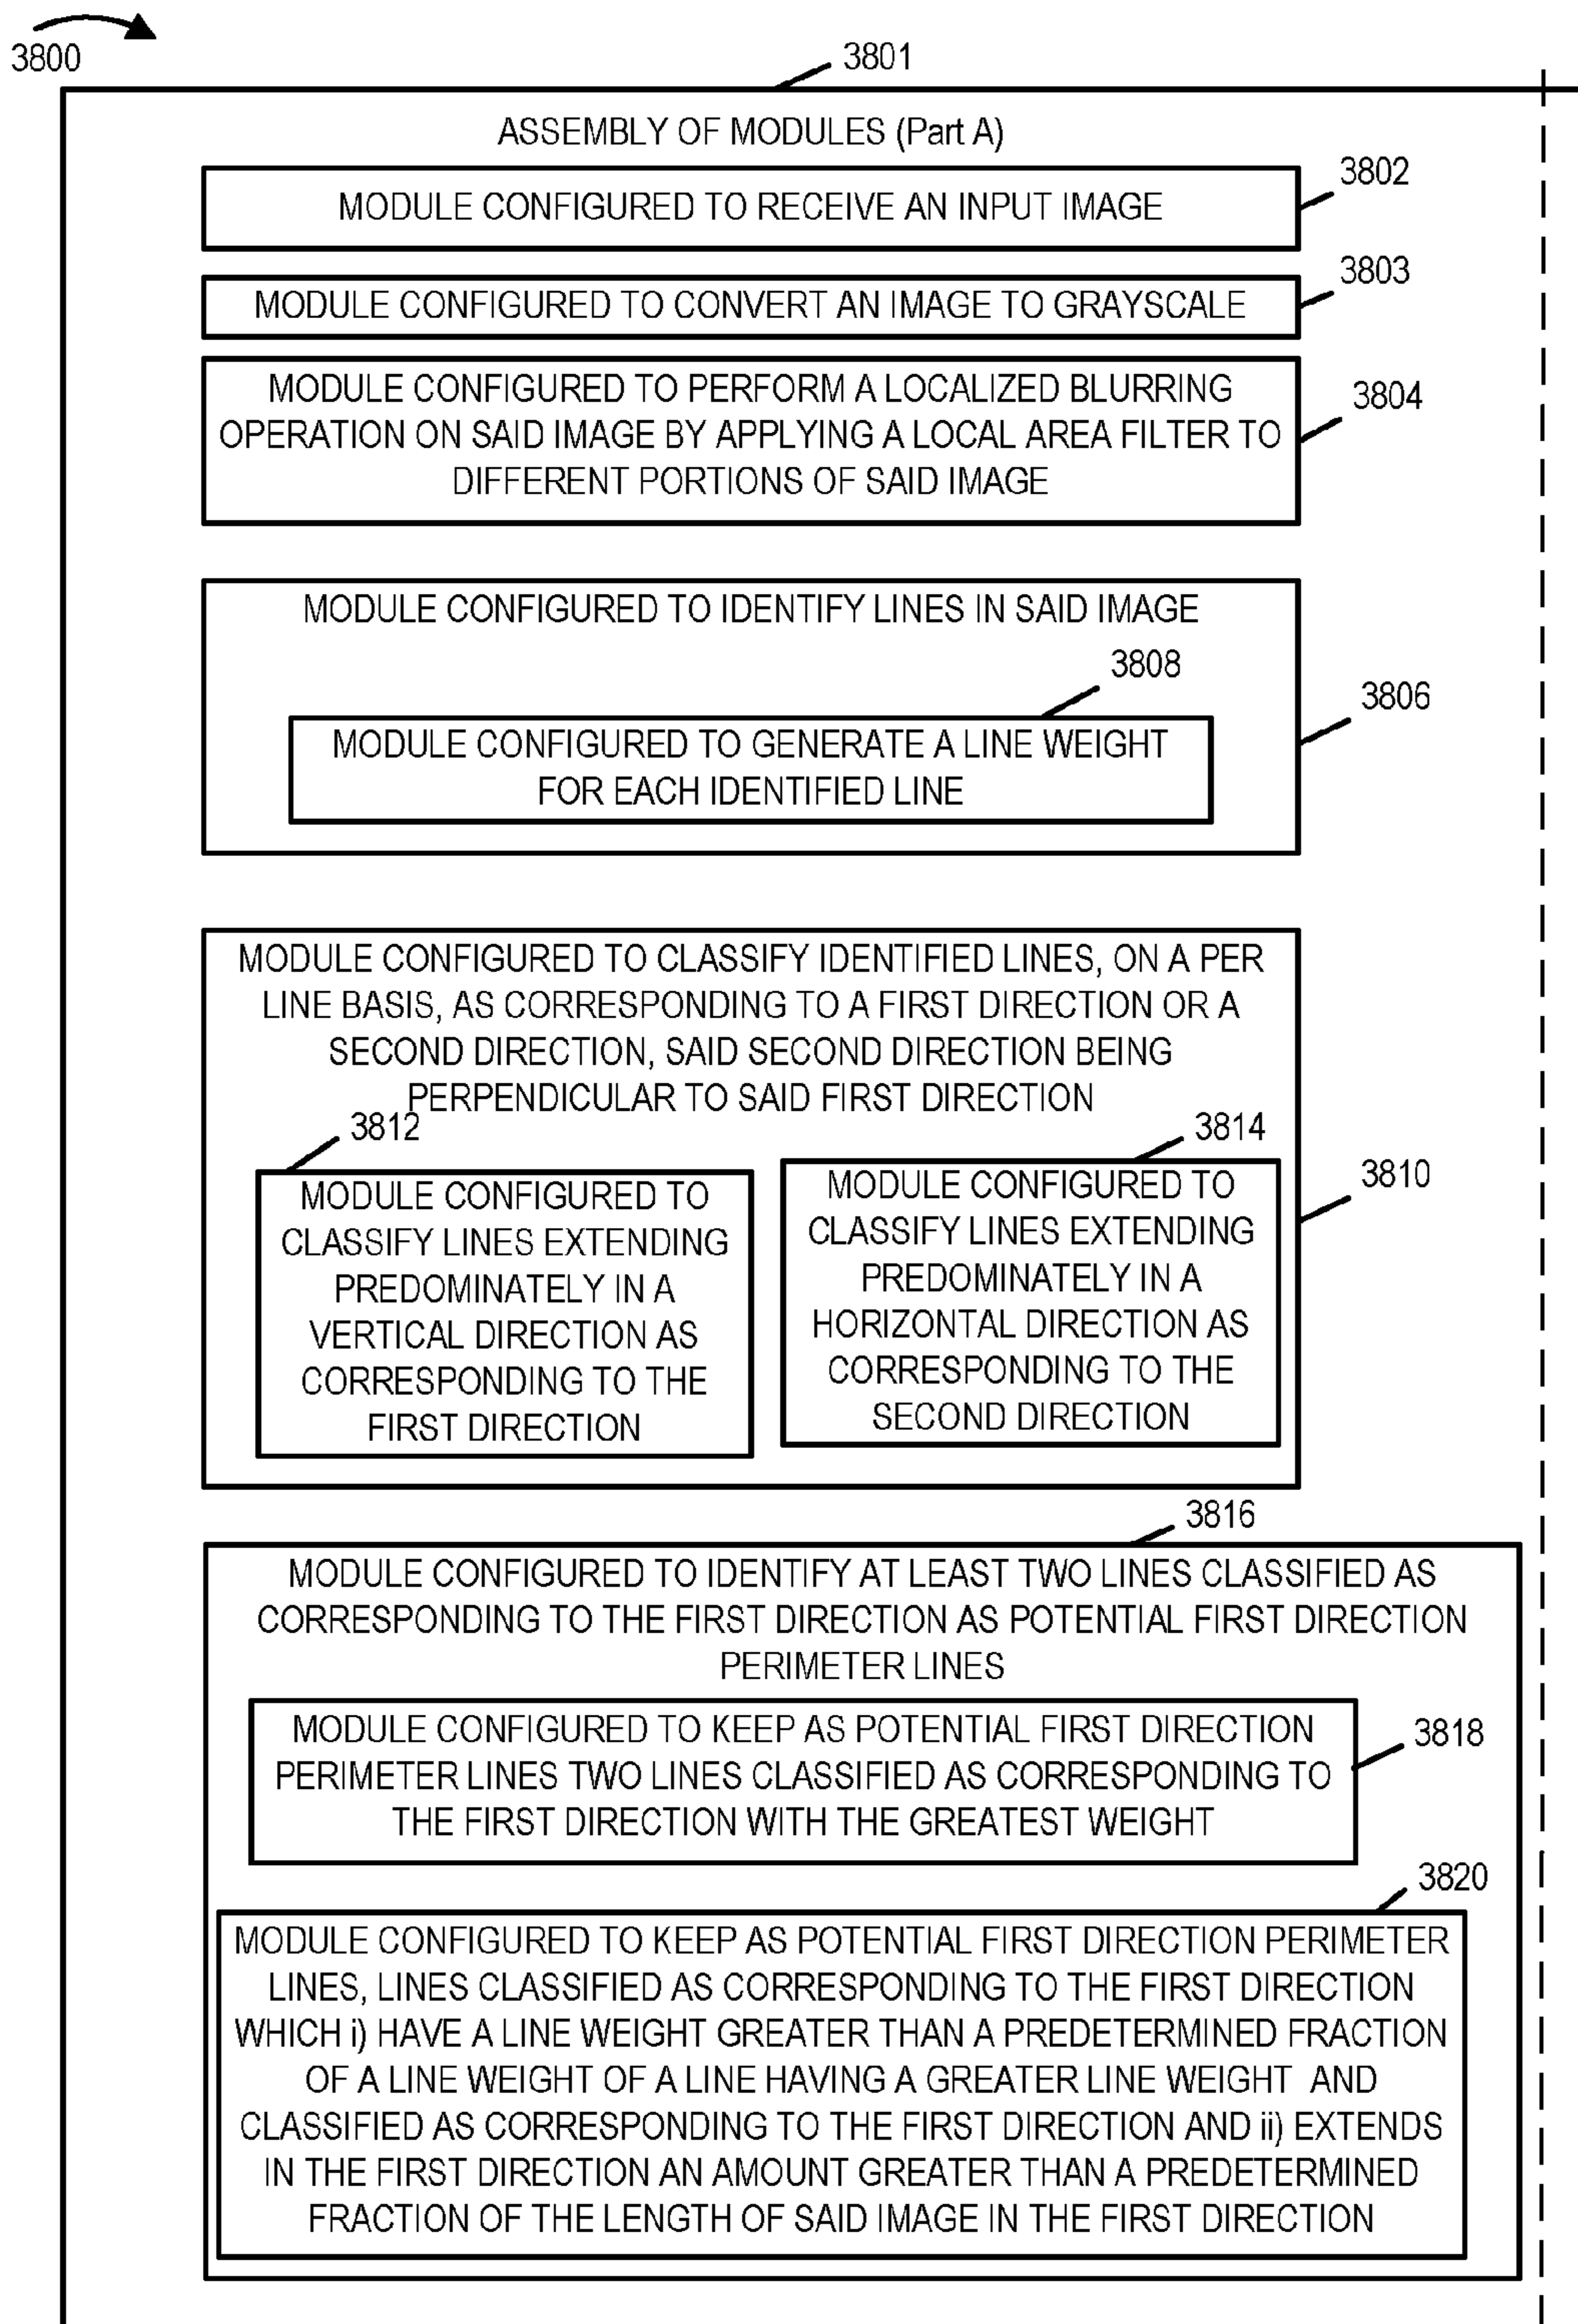 3800
3801
ASSEMBLY OF MODULES (Part A)
3802
MODULE CONFIGURED TO RECEIVE AN INPUT IMAGE
3803
MODULE CONFIGURED TO CONVERT AN IMAGE TO GRAYSCALE
3804
MODULE CONFIGURED TO PERFORM A LOCALIZED BLURRING
OPERATION ON SAID IMAGE BY APPLYING A LOCAL AREA FILTER TO
DIFFERENT PORTIONS OF SAID IMAGE
MODULE CONFIGURED TO IDENTIFY LINES IN SAID IMAGE
3808
3806
MODULE CONFIGURED TO GENERATE A LINE WEIGHT
FOR EACH IDENTIFIED LINE
MODULE CONFIGURED TO CLASSIFY IDENTIFIED LINES, ON A PER
LINE BASIS, AS CORRESPONDING TO A FIRST DIRECTION OR A
SECOND DIRECTION, SAID SECOND DIRECTION BEING
PERPENDICULAR TO SAID FIRST DIRECTION
3812
3814
3810
MODULE CONFIGURED TO
CLASSIFY LINES EXTENDING
PREDOMINATELY IN A
VERTICAL DIRECTION AS
CORRESPONDING TO THE
FIRST DIRECTION
MODULE CONFIGURED TO
CLASSIFY LINES EXTENDING
PREDOMINATELY IN A
HORIZONTAL DIRECTION AS
CORRESPONDING TO THE
SECOND DIRECTION
3816
MODULE CONFIGURED TO IDENTIFY AT LEAST TWO LINES CLASSIFIED AS
CORRESPONDING TO THE FIRST DIRECTION AS POTENTIAL FIRST DIRECTION
PERIMETER LINES
3818
MODULE CONFIGURED TO KEEP AS POTENTIAL FIRST DIRECTION
PERIMETER LINES TWO LINES CLASSIFIED AS CORRESPONDING TO
THE FIRST DIRECTION WITH THE GREATEST WEIGHT
3820
MODULE CONFIGURED TO KEEP AS POTENTIAL FIRST DIRECTION PERIMETER
LINES, LINES CLASSIFIED AS CORRESPONDING TO THE FIRST DIRECTION
WHICH i) HAVE A LINE WEIGHT GREATER THAN A PREDETERMINED FRACTION
OF A LINE WEIGHT OF A LINE HAVING A GREATER LINE WEIGHT AND
CLASSIFIED AS CORRESPONDING TO THE FIRST DIRECTION AND ii) EXTENDS
IN THE FIRST DIRECTION AN AMOUNT GREATER THAN A PREDETERMINED
FRACTION OF THE LENGTH OF SAID IMAGE IN THE FIRST DIRECTION